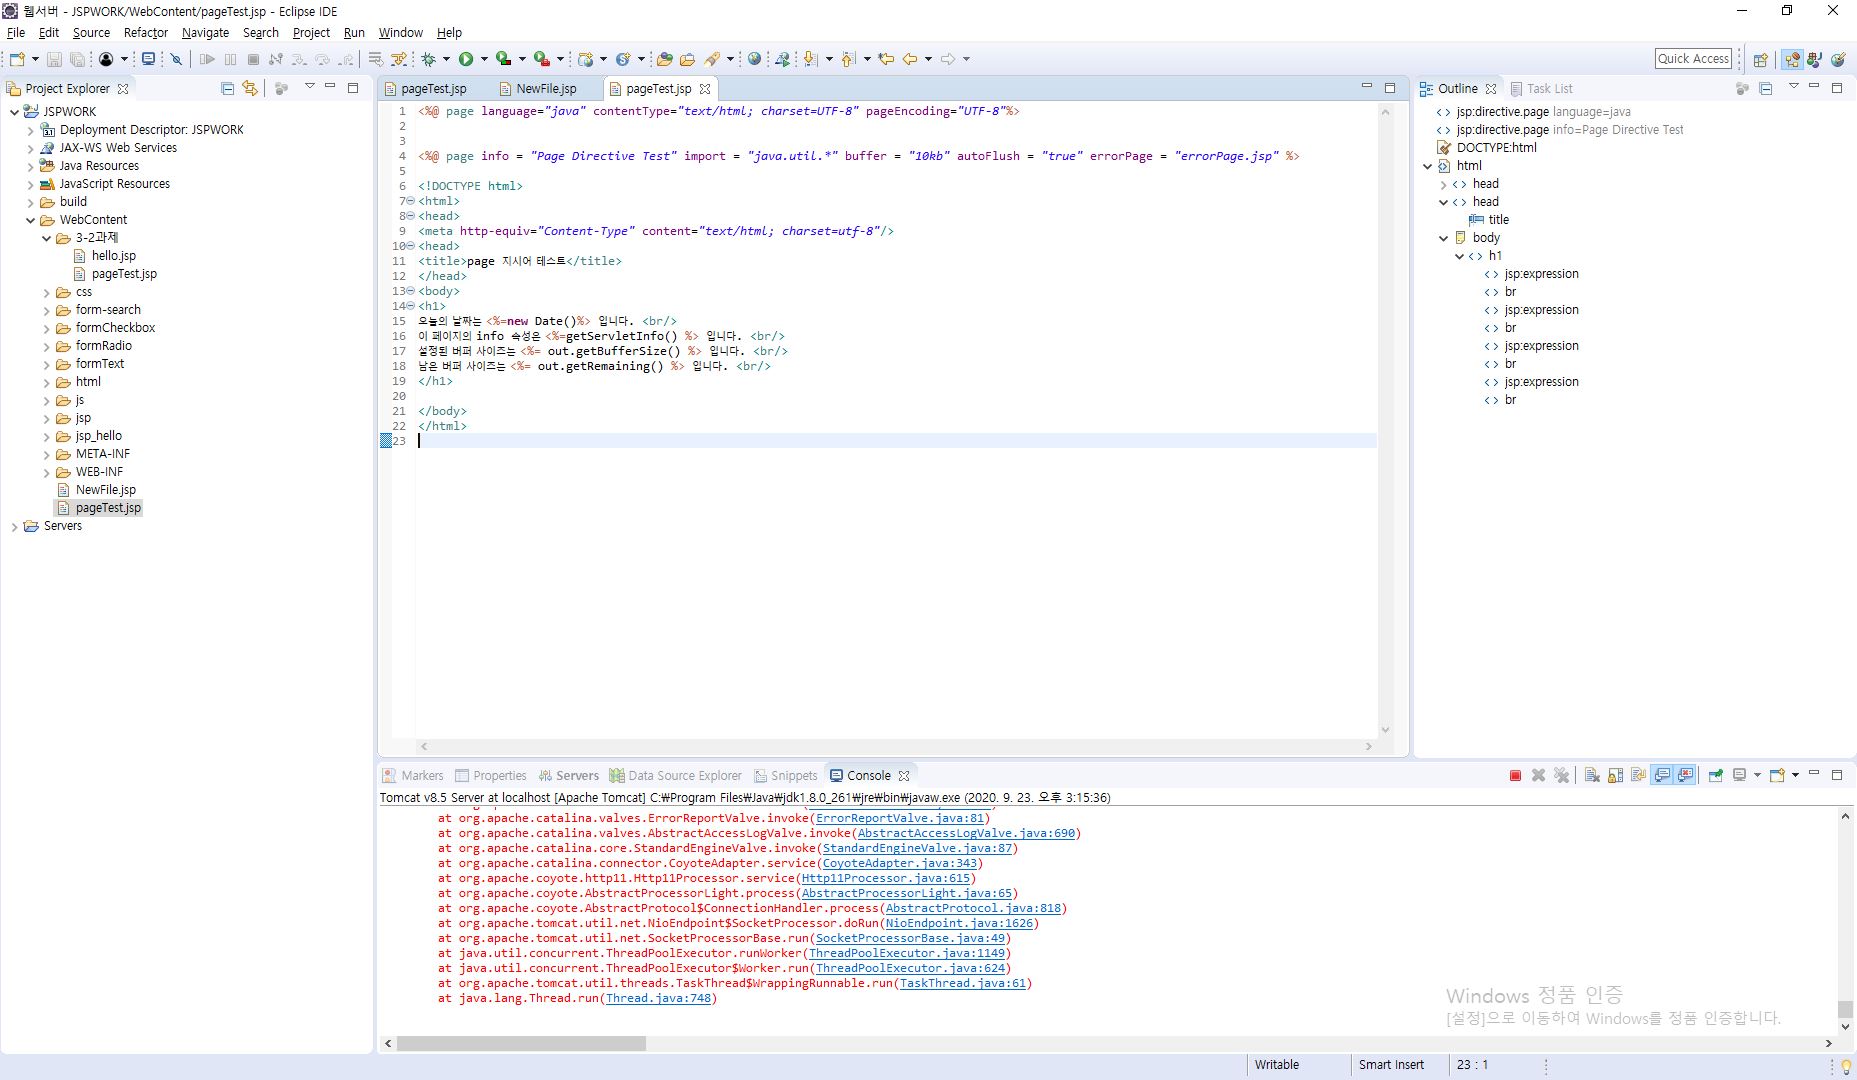 웹서버 - JSPWORK/WebContent/pageTest.jsp - Eclipse IDE
File Edit Source Refactor Navigate Search Project Run Window Help
Quick Access
Project Explorer
JSPWORK
Deployment Descriptor: JSPWORK
JAX-WS Web Services
Java Resources
JavaScript Resources
build
WebContent
3-2과제
hello.jsp
pageTest.jsp
css
form-search
formCheckbox
formRadio
formText
html
js
jsp
jsp_hello
META-INF
WEB-INF
NewFile.jsp
pageTest.jsp
Servers
pageTest.jsp NewFile.jsp pageTest.jsp
1 <%@ page language="java" contentType="text/html; charset=UTF-8" pageEncoding="UTF-8"%>
2
3
4 <%@ page info = "Page Directive Test" import = "java.util.*" buffer = "10kb" autoFlush = "true" errorPage = "errorPage.jsp" %>
5
6 <!DOCTYPE html>
7 <html>
8 <head>
9 <meta http-equiv="Content-Type" content="text/html; charset=utf-8"/>
10 <head>
11 <title>page 지시어 테스트</title>
12 </head>
13 <body>
14 <h1>
15 오늘의 날짜는 <%=new Date()%> 입니다. <br/>
16 이 페이지의 info 속성은 <%=getServletInfo() %> 입니다. <br/>
17 설정된 버퍼 사이즈는 <%= out.getBufferSize() %> 입니다. <br/>
18 남은 버퍼 사이즈는 <%= out.getRemaining() %> 입니다. <br/>
19 </h1>
20
21 </body>
22 </html>
23
Outline Task List
jsp:directive.page language=java
jsp:directive.page info=Page Directive Test
DOCTYPE:html
html
head
head
title
body
h1
jsp:expression
br
jsp:expression
br
jsp:expression
br
jsp:expression
br
Markers Properties Servers Data Source Explorer Snippets Console
Tomcat v8.5 Server at localhost [Apache Tomcat] C:₩Program Files₩Java₩jdk1.8.0_261₩jre₩bin₩javaw.exe (2020. 9. 23. 오후 3:15:36)
at org.apache.catalina.valves.ErrorReportValve.invoke(ErrorReportValve.java:81)
at org.apache.catalina.valves.AbstractAccessLogValve.invoke(AbstractAccessLogValve.java:690)
at org.apache.catalina.core.StandardEngineValve.invoke(StandardEngineValve.java:87)
at org.apache.catalina.connector.CoyoteAdapter.service(CoyoteAdapter.java:343)
at org.apache.coyote.http11.Http11Processor.service(Http11Processor.java:615)
at org.apache.coyote.AbstractProcessorLight.process(AbstractProcessorLight.java:65)
at org.apache.coyote.AbstractProtocol$ConnectionHandler.process(AbstractProtocol.java:818)
at org.apache.tomcat.util.net.NioEndpoint$SocketProcessor.doRun(NioEndpoint.java:1626)
at org.apache.tomcat.util.net.SocketProcessorBase.run(SocketProcessorBase.java:49)
at java.util.concurrent.ThreadPoolExecutor.runWorker(ThreadPoolExecutor.java:1149)
at java.util.concurrent.ThreadPoolExecutor$Worker.run(ThreadPoolExecutor.java:624)
at org.apache.tomcat.util.threads.TaskThread$WrappingRunnable.run(TaskThread.java:61)
at java.lang.Thread.run(Thread.java:748)
Windows 정품 인증
[설정]으로 이동하여 Windows를 정품 인증합니다.
Writable Smart Insert 23 : 1